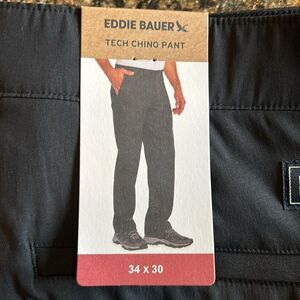 EDDIE BAUER
TECH CHINO PANT
34 x 30